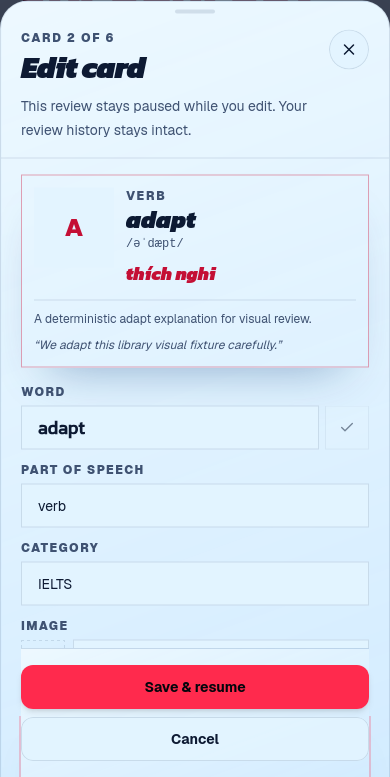 CARD 2 OF 6
Edit card
This review stays paused while you edit. Your
review history stays intact.
A
VERB
adapt
/əˈdæpt/
thích nghi
A deterministic adapt explanation for visual review.
“We adapt this library visual fixture carefully.”
WORD
adapt
PART OF SPEECH
verb
CATEGORY
IELTS
IMAGE
Save & resume
Cancel